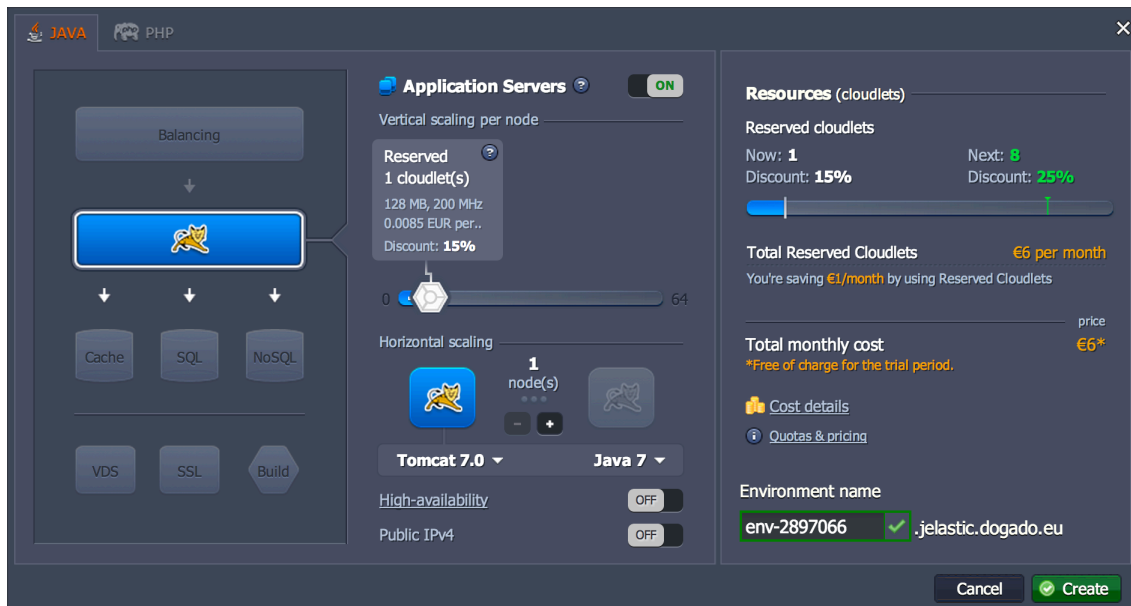 JAVA
PHP
Balancing
Cache
SQL
NoSQL
VDS
SSL
Build
Application Servers ?
ON
Vertical scaling per node
Reserved ?
1 cloudlet(s)
128 MB, 200 MHz
0.0085 EUR per..
Discount: 15%
0
64
Horizontal scaling
1
node(s)
- +
Tomcat 7.0
Java 7
High-availability
OFF
Public IPv4
OFF
Resources (cloudlets)
Reserved cloudlets
Now: 1
Next: 8
Discount: 15%
Discount: 25%
Total Reserved Cloudlets
€6 per month
You're saving €1/month by using Reserved Cloudlets
price
Total monthly cost
€6*
*Free of charge for the trial period.
Cost details
Quotas & pricing
Environment name
env-2897066
.jelastic.dogado.eu
Cancel
Create